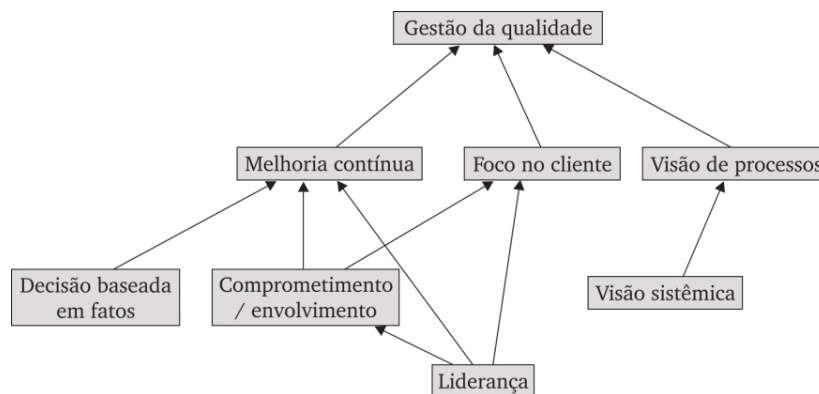 Gestão da qualidade
Melhoria contínua
Foco no cliente
Visão de processos
Decisão baseada
em fatos
Comprometimento
/ envolvimento
Visão sistêmica
Liderança